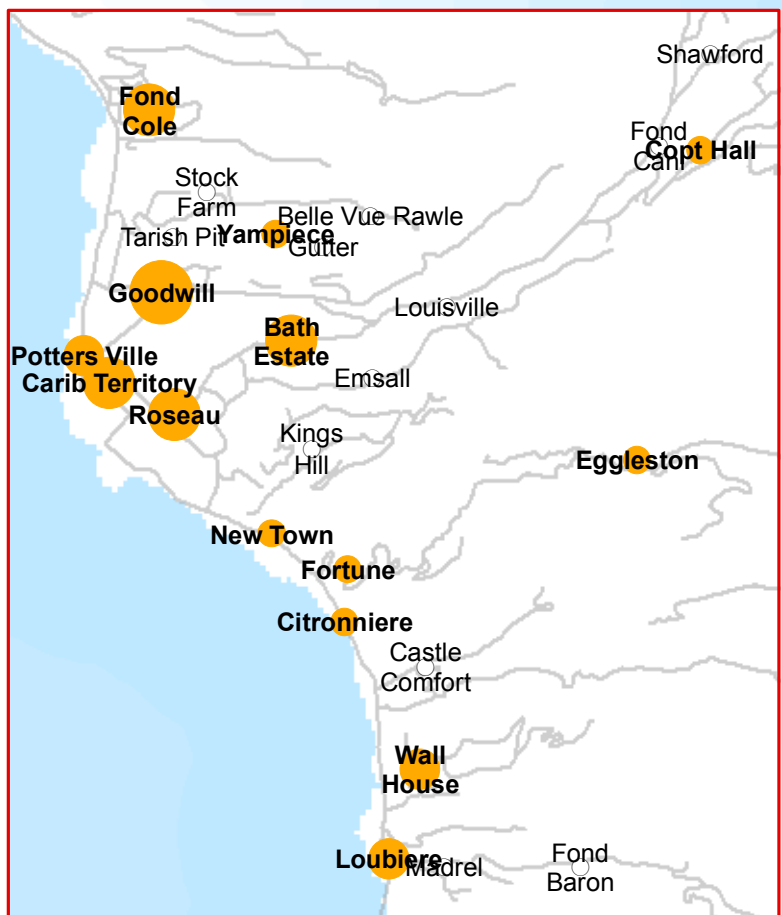 Shawford
Fond
Cole
Fond
Cani
Copt Hall
Stock
Farm
Belle Vue Rawle
Tarish Pit
Yampiece
Gutter
Goodwill
Louisville
Bath
Estate
Potters Ville
Carib Territory
Emsall
Roseau
Kings
Hill
Eggleston
New Town
Fortune
Citronniere
Castle
Comfort
Wall
House
Loubiere
Madrel
Fond
Baron